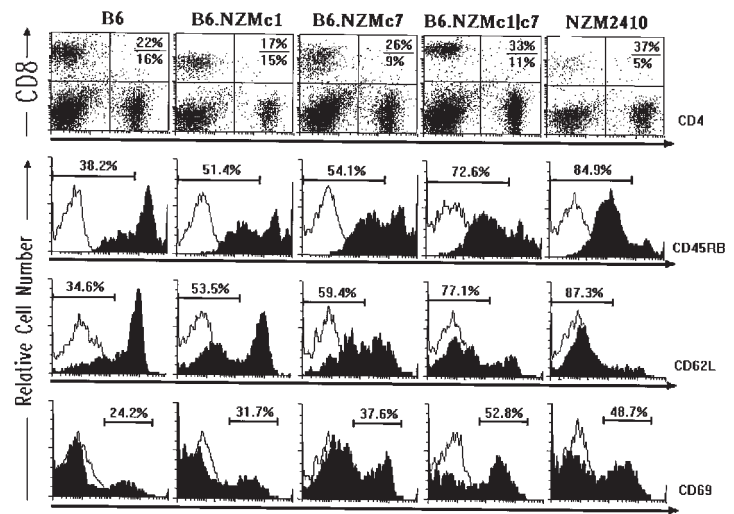 B6 B6.NZMc1 B6.NZMc7 B6.NZMc1|c7 NZM2410
CD8
22% 17% 26% 33% 37%
16% 15% 9% 11% 5%
CD4
38.2% 51.4% 54.1% 72.6% 84.9%
CD45RB
34.6% 53.5% 59.4% 77.1% 87.3%
CD62L
Relative Cell Number
24.2% 31.7% 37.6% 52.8% 48.7%
CD69